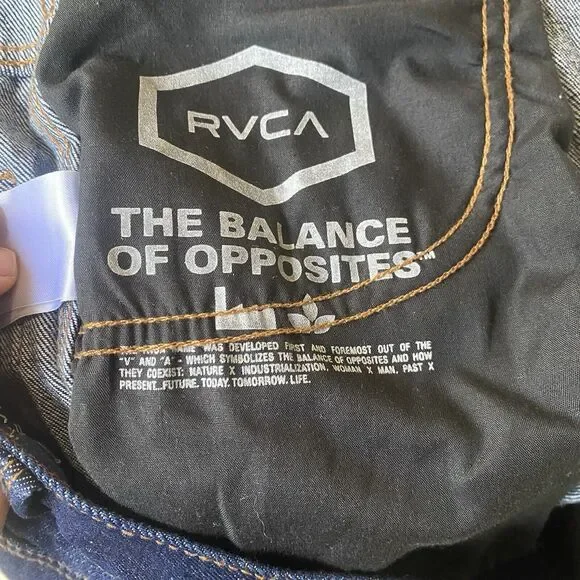 RVCA
THE BALANCE
OF OPPOSITES™
WAS DEVELOPED FIRST AND FOREMOST OUT OF THE
"V" AND "A" - WHICH SYMBOLIZES THE BALANCE OF OPPOSITES AND HOW
THEY COEXIST: NATURE X INDUSTRIALIZATION. WOMAN X MAN. PAST X
PRESENT...FUTURE. TODAY. TOMORROW. LIFE.